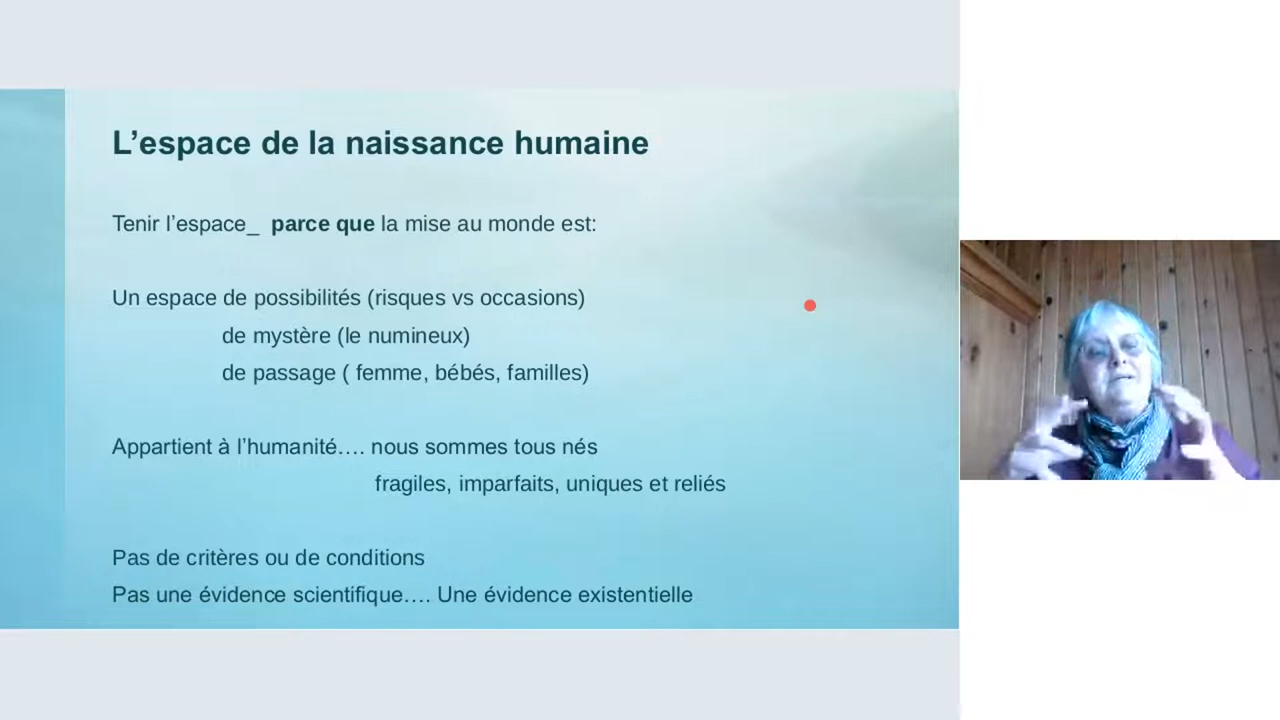 L’espace de la naissance humaine
Tenir l’espace_  parce que la mise au monde est:
Un espace de possibilités (risques vs occasions)
de mystère (le numineux)
de passage ( femme, bébés, familles)
Appartient à l’humanité…. nous sommes tous nés
fragiles, imparfaits, uniques et reliés
Pas de critères ou de conditions
Pas une évidence scientifique…. Une évidence existentielle